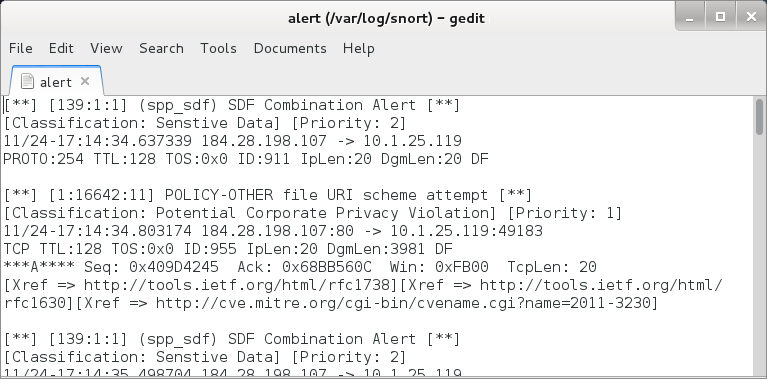 alert (/var/log/snort) – gedit
File Edit View Search Tools Documents Help
alert
[**] [139:1:1] (spp_sdf) SDF Combination Alert [**]
[Classification: Senstive Data] [Priority: 2]
11/24-17:14:34.637339 184.28.198.107 -> 10.1.25.119
PROTO:254 TTL:128 TOS:0x0 ID:911 IpLen:20 DgmLen:20 DF
[**] [1:16642:11] POLICY-OTHER file URI scheme attempt [**]
[Classification: Potential Corporate Privacy Violation] [Priority: 1]
11/24-17:14:34.803174 184.28.198.107:80 -> 10.1.25.119:49183
TCP TTL:128 TOS:0x0 ID:955 IpLen:20 DgmLen:3981 DF
***A**** Seq: 0x409D4245  Ack: 0x68BB560C  Win: 0xFB00  TcpLen: 20
[Xref => http://tools.ietf.org/html/rfc1738][Xref => http://tools.ietf.org/html/
rfc1630][Xref => http://cve.mitre.org/cgi-bin/cvename.cgi?name=2011-3230]
[**] [139:1:1] (spp_sdf) SDF Combination Alert [**]
[Classification: Senstive Data] [Priority: 2]
11/24-17:14:35.498704 184.28.198.107 -> 10.1.25.119